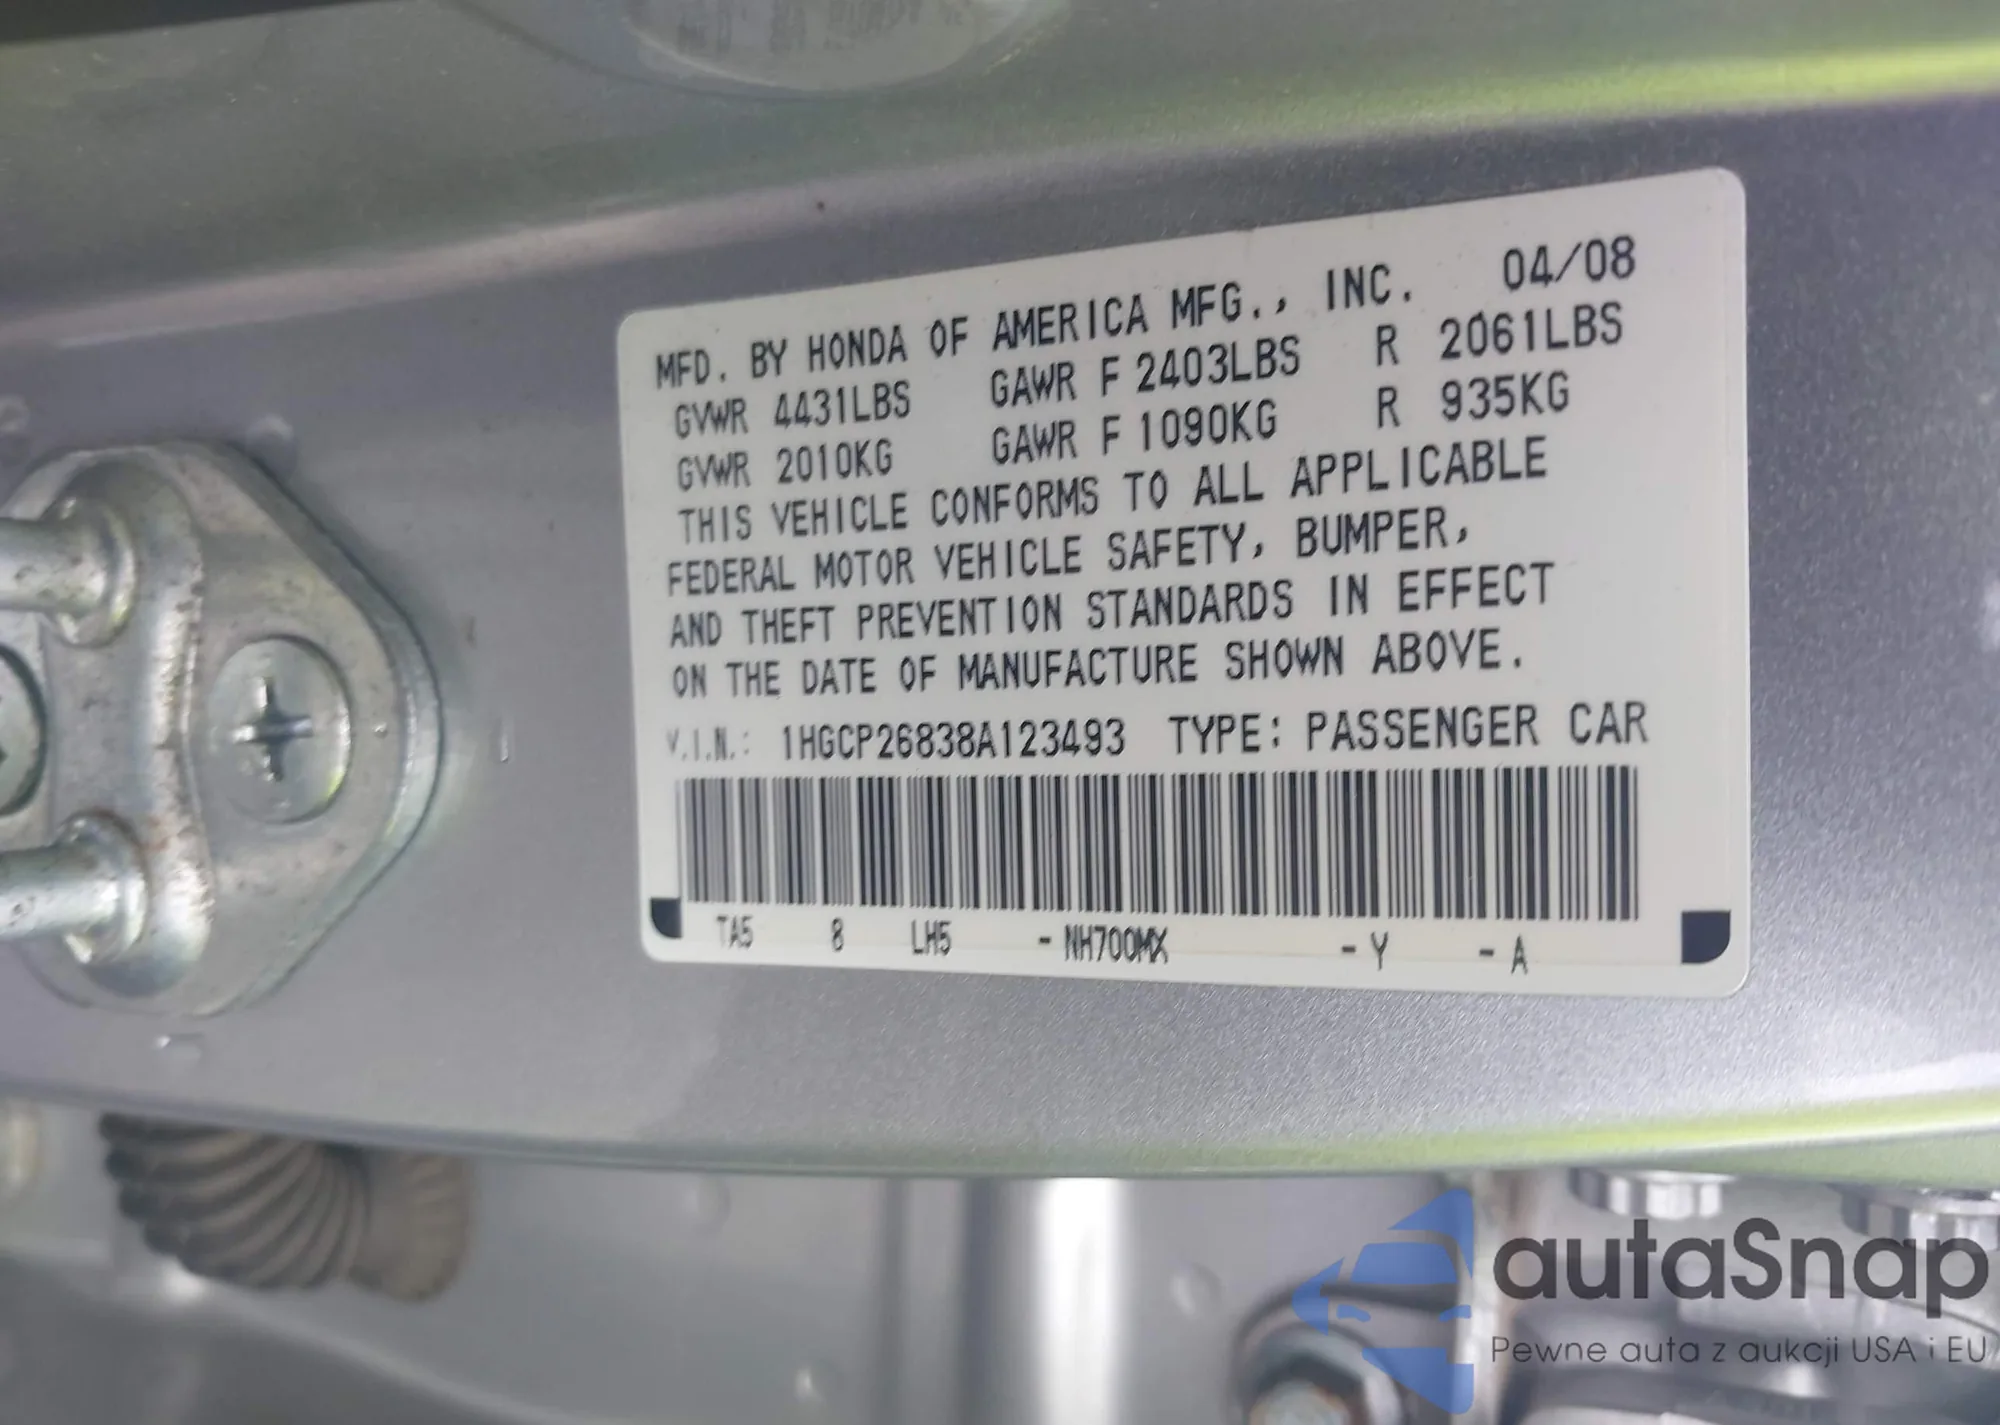 MFD. BY HONDA OF AMERICA MFG., INC. 04/08
GVWR 4431LBS GAWR F 2403LBS R 2061LBS
GVWR 2010KG GAWR F 1090KG R 935KG
THIS VEHICLE CONFORMS TO ALL APPLICABLE
FEDERAL MOTOR VEHICLE SAFETY, BUMPER,
AND THEFT PREVENTION STANDARDS IN EFFECT
ON THE DATE OF MANUFACTURE SHOWN ABOVE.
V.I.N.: 1HGCP26838A123493 TYPE: PASSENGER CAR
TA5 8 LH5 - NH700MX - Y - A
autaSnap
Pewne auta z aukcji USA i EU